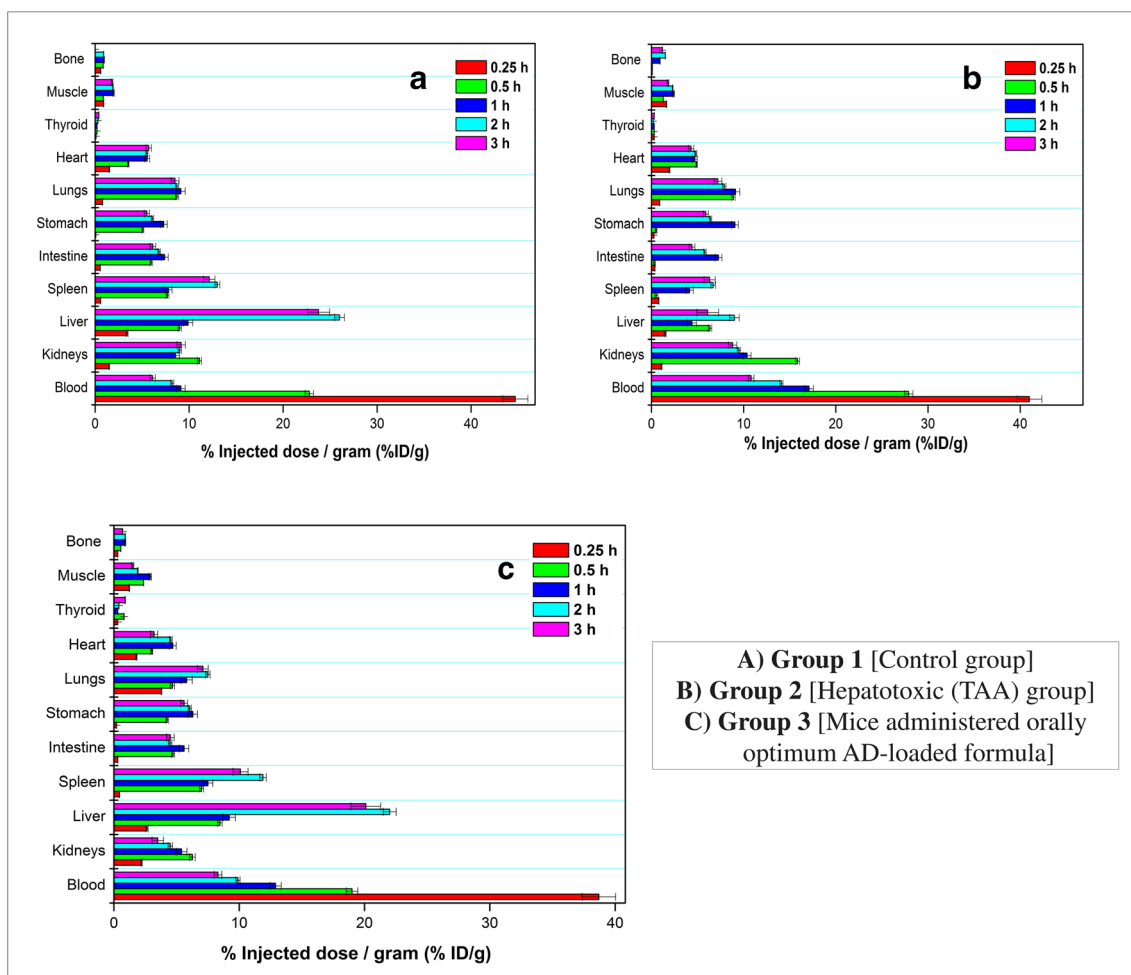 a
Bone
Muscle
Thyroid
Heart
Lungs
Stomach
Intestine
Spleen
Liver
Kidneys
Blood
0.25 h
0.5 h
1 h
2 h
3 h
0 10 20 30 40
% Injected dose / gram (%ID/g)
b
Bone
Muscle
Thyroid
Heart
Lungs
Stomach
Intestine
Spleen
Liver
Kidneys
Blood
0.25 h
0.5 h
1 h
2 h
3 h
0 10 20 30 40
% Injected dose / gram (%ID/g)
c
Bone
Muscle
Thyroid
Heart
Lungs
Stomach
Intestine
Spleen
Liver
Kidneys
Blood
0.25 h
0.5 h
1 h
2 h
3 h
0 10 20 30 40
% Injected dose / gram (% ID/g)
A) Group 1 [Control group]
B) Group 2 [Hepatotoxic (TAA) group]
C) Group 3 [Mice administered orally
optimum AD-loaded formula]